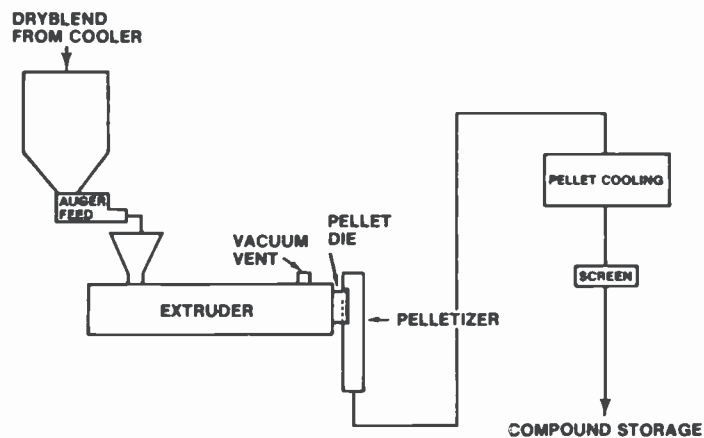 DRYBLEND
FROM COOLER
AUGER
FEED
PELLET
DIE
VACUUM
VENT
EXTRUDER
PELLETIZER
PELLET COOLING
SCREEN
COMPOUND STORAGE